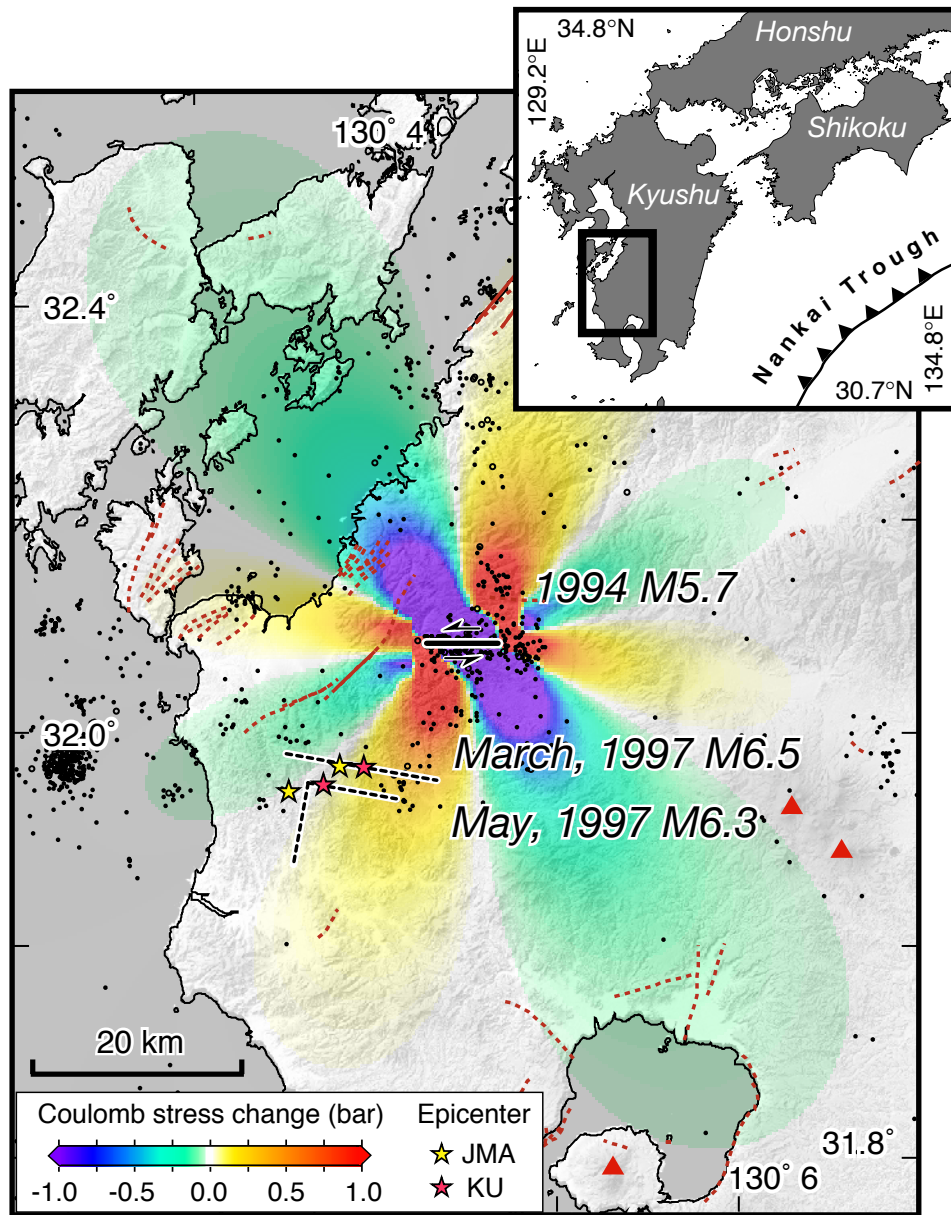 34.8°N
129.2°E
Honshu
Shikoku
Kyushu
Nankai Trough
134.8°E
30.7°N
130° 4
32.4°
1994 M5.7
32.0°
March, 1997 M6.5
May, 1997 M6.3
20 km
Coulomb stress change (bar)
Epicenter
JMA
KU
-1.0 -0.5 0.0 0.5 1.0
31.8°
130° 6